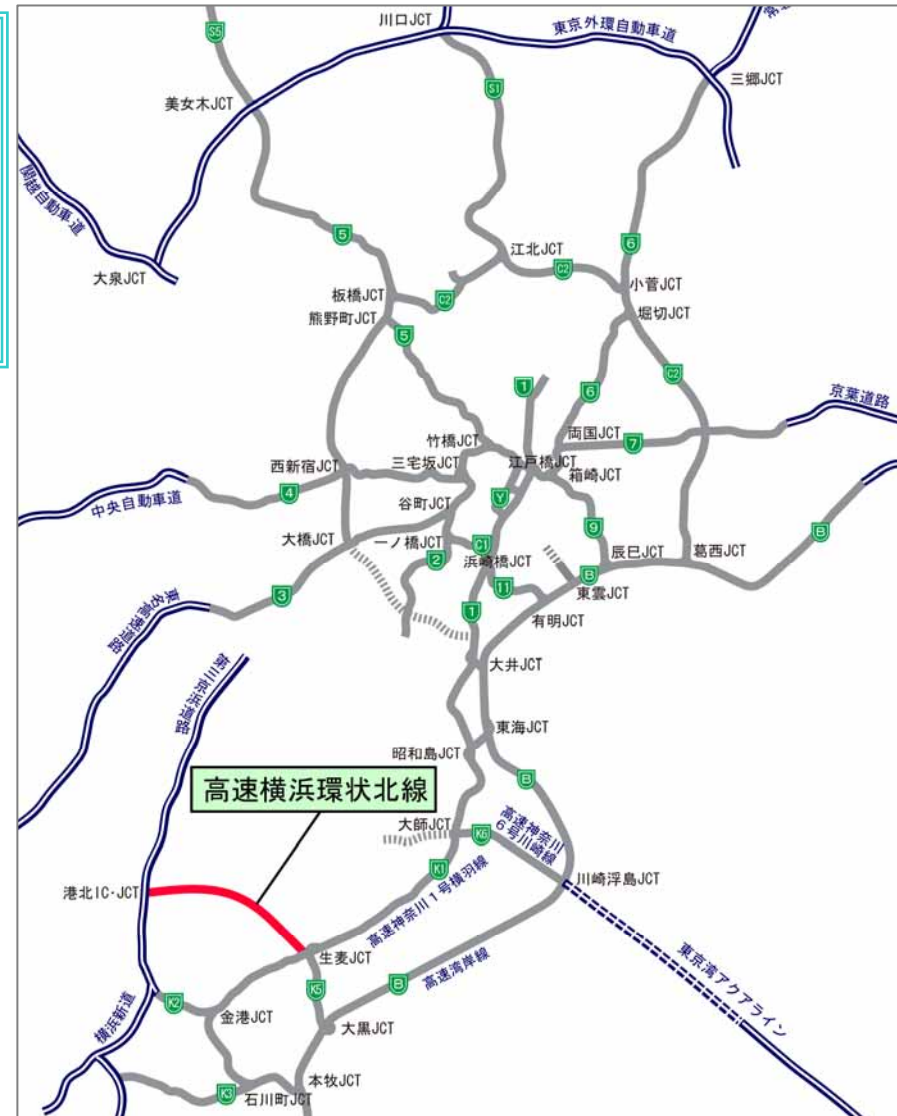 川口JCT
東京外環自動車道
S5
S1
三郷JCT
美女木JCT
関越自動車道
大泉JCT
5
6
江北JCT
C2
小菅JCT
板橋JCT
C2
堀切JCT
熊野町JCT
5
C2
1
6
京葉道路
両国JCT
7
竹橋JCT
西新宿JCT
三宅坂JCT
江戸橋JCT
箱崎JCT
4
中央自動車道
谷町JCT
Y
9
B
大橋JCT
一ノ橋JCT
C1
2
浜崎橋JCT
辰巳JCT
葛西JCT
B
東雲JCT
3
11
1
有明JCT
東名高速道路
第三京浜道路
大井JCT
昭和島JCT
東海JCT
高速横浜環状北線
B
大師JCT
K6
高速神奈川
6号川崎線
K1
高速神奈川1号横羽線
港北IC・JCT
川崎浮島JCT
生麦JCT
高速湾岸線
東京湾アクアライン
K5
B
K2
金港JCT
大黒JCT
横浜新道
K3
石川町JCT
本牧JCT